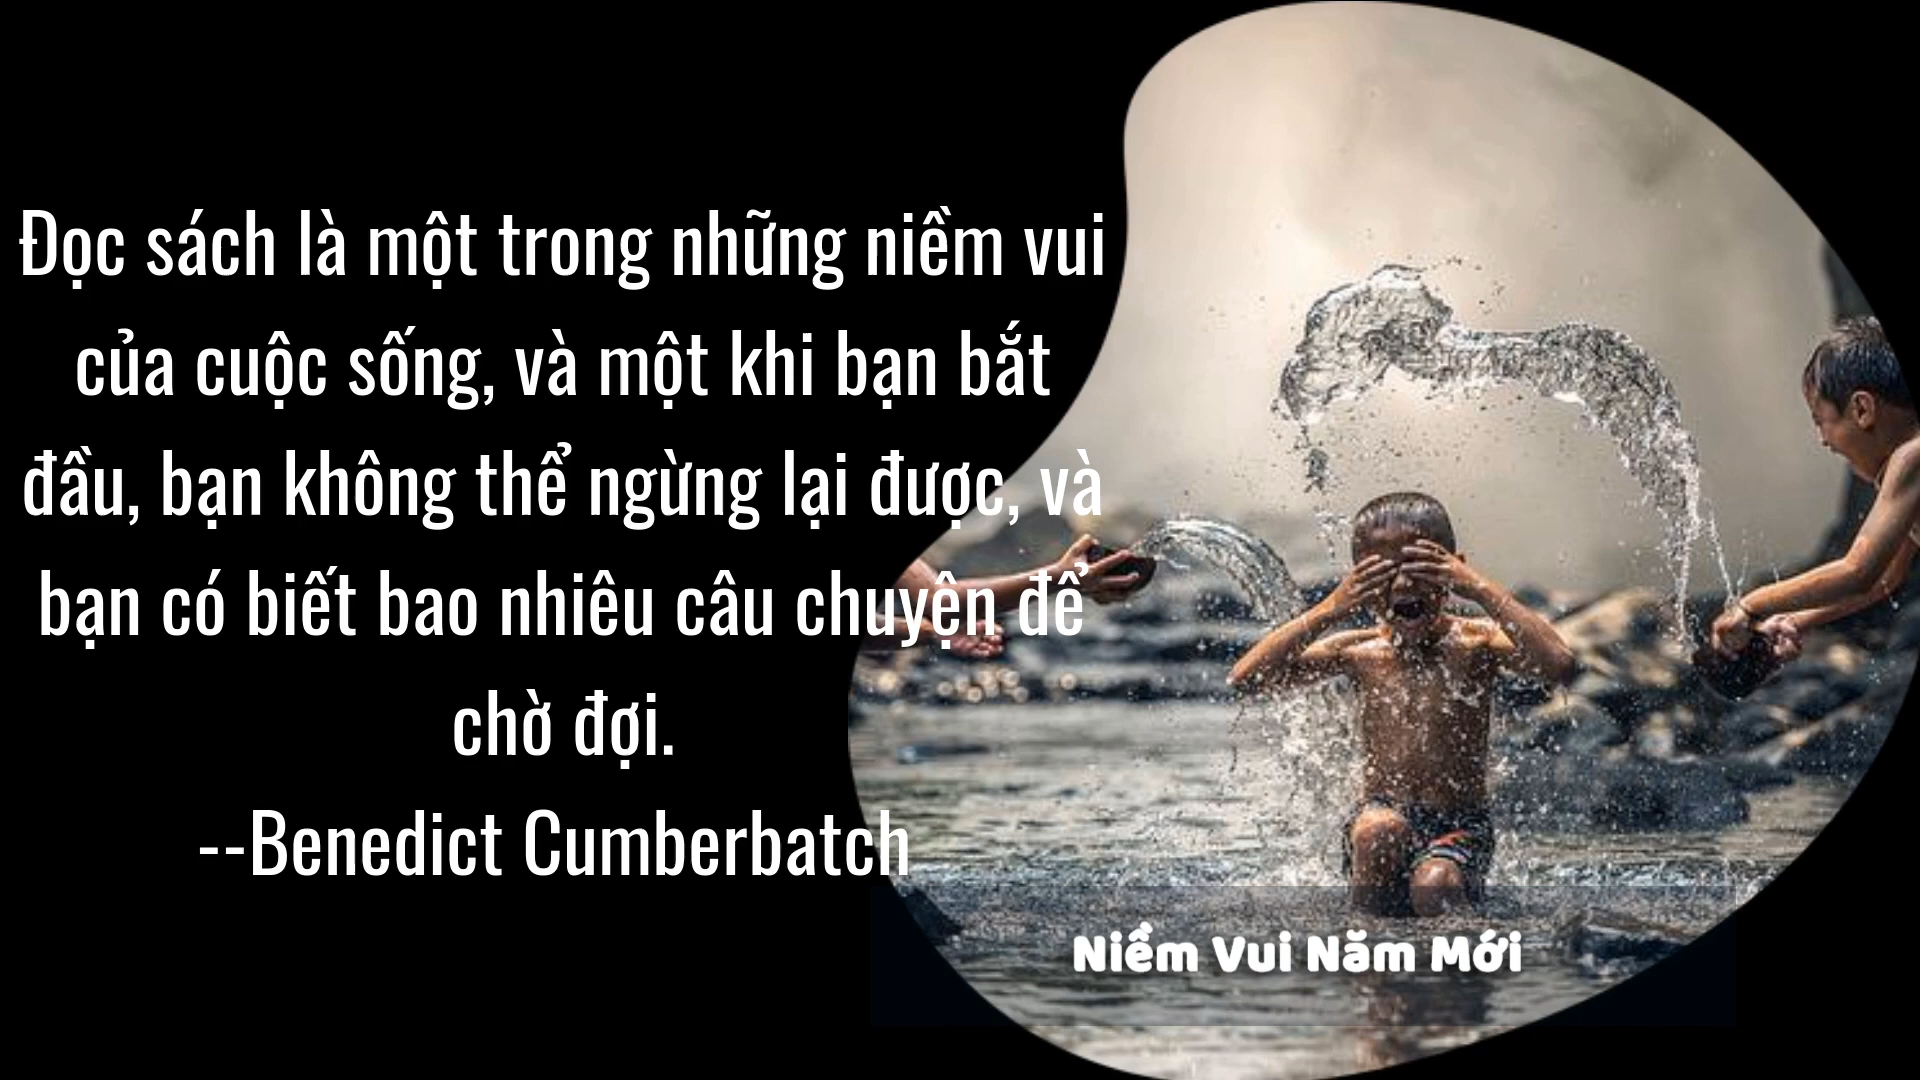 Đọc sách là một trong những niềm vui
của cuộc sống, và một khi bạn bắt
đầu, bạn không thể ngừng lại được, và
bạn có biết bao nhiêu câu chuyện để
chờ đợi.
--Benedict Cumberbatch
Niềm Vui Năm Mới